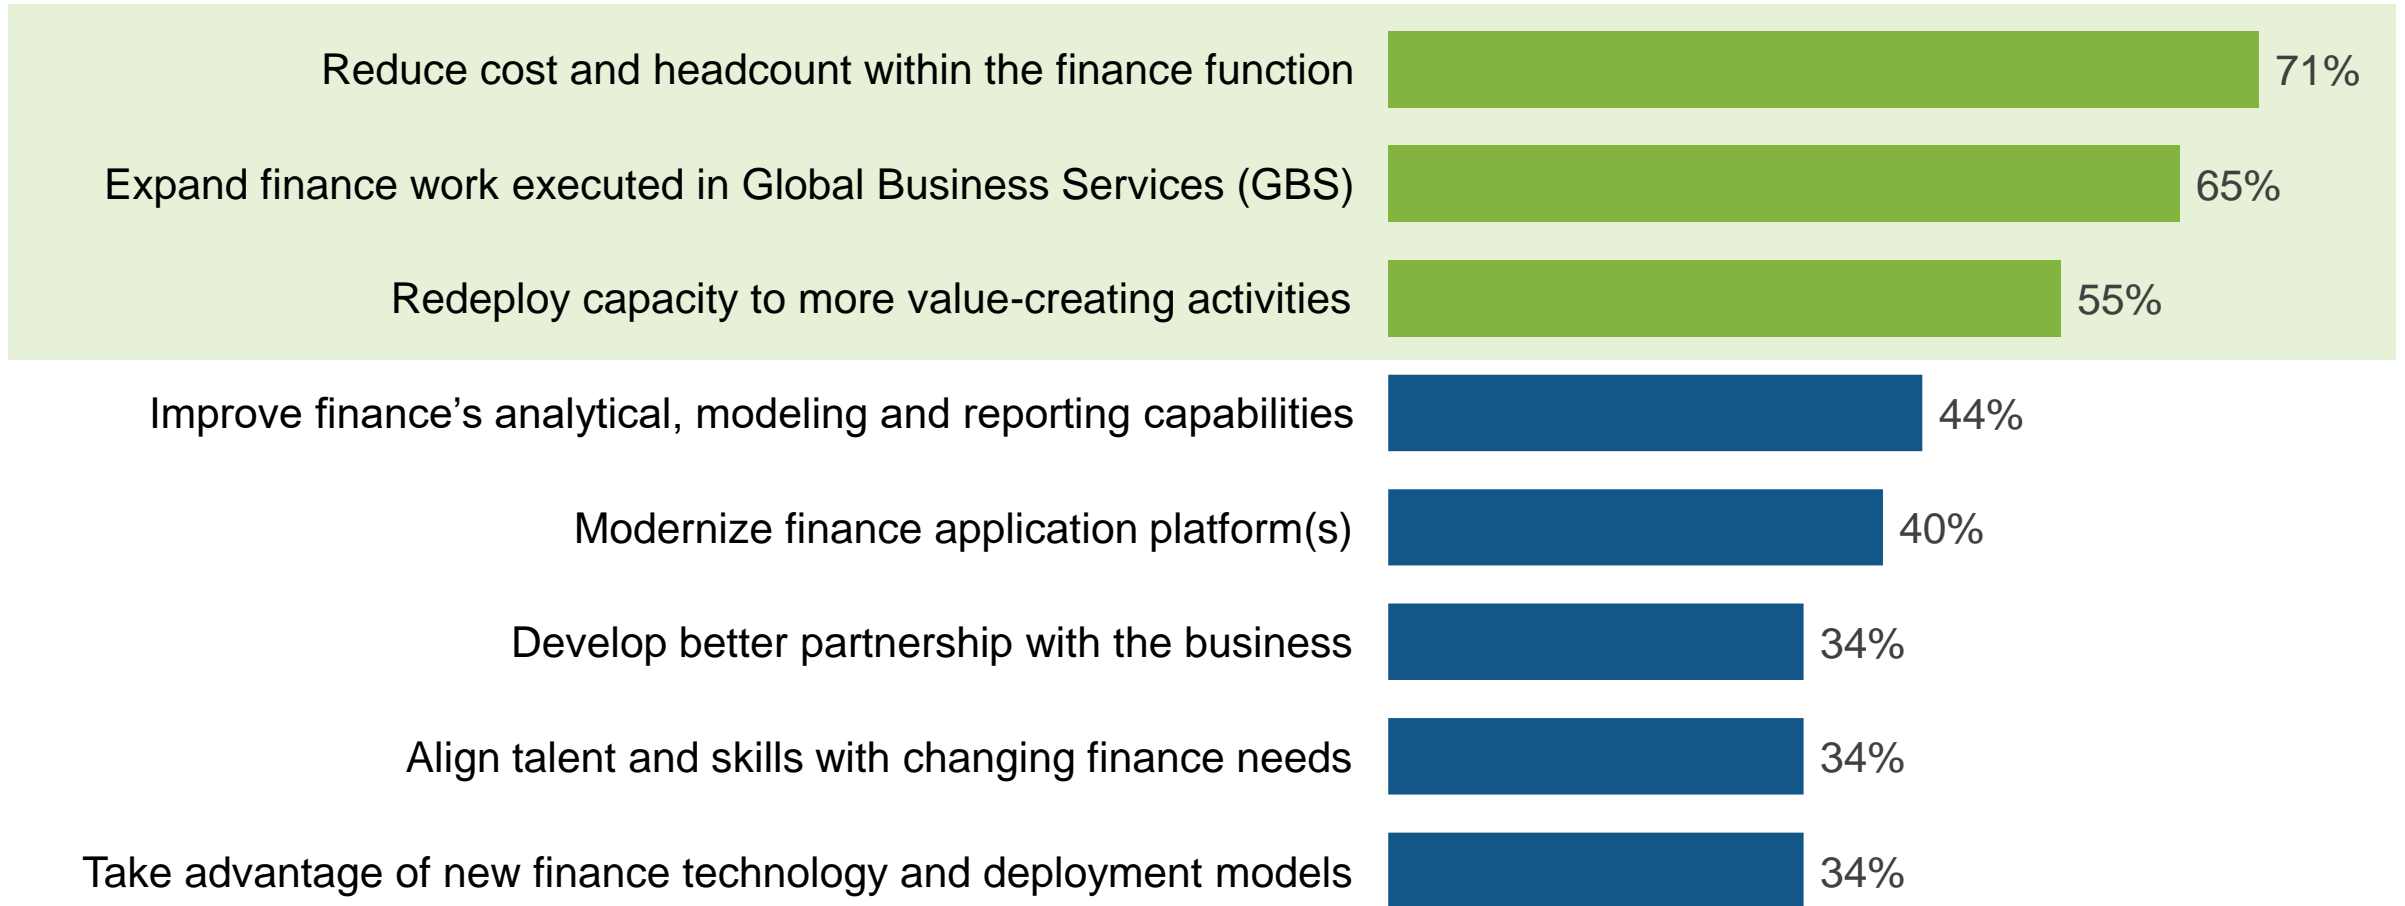 Reduce cost and headcount within the finance function 71%
Expand finance work executed in Global Business Services (GBS) 65%
Redeploy capacity to more value-creating activities 55%
Improve finance’s analytical, modeling and reporting capabilities 44%
Modernize finance application platform(s) 40%
Develop better partnership with the business 34%
Align talent and skills with changing finance needs 34%
Take advantage of new finance technology and deployment models 34%